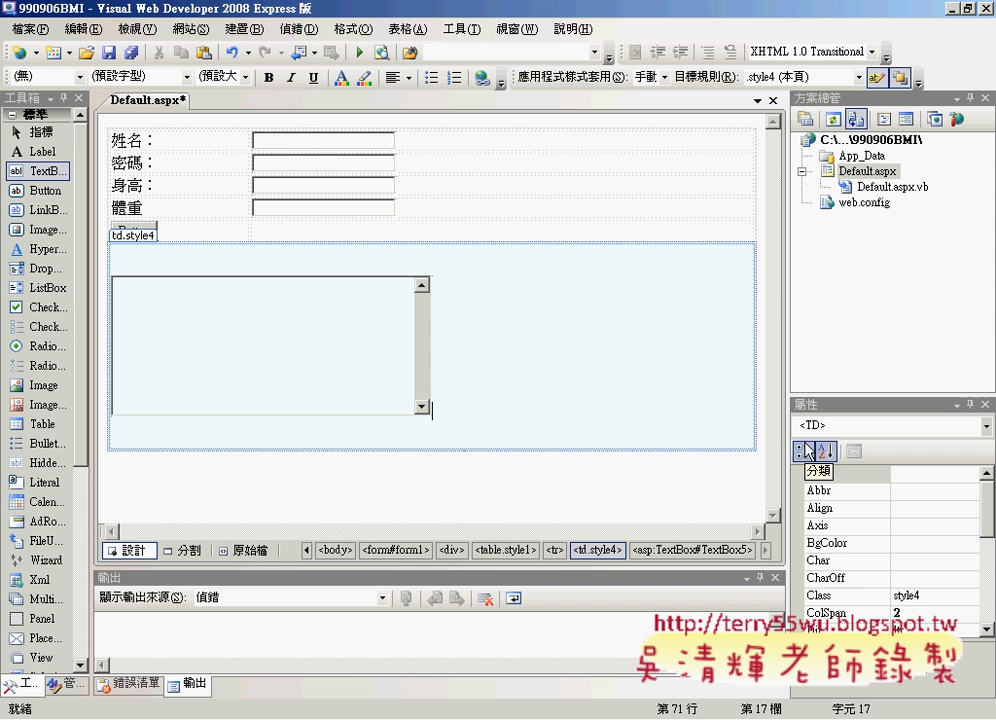 990906BMI - Visual Web Developer 2008 Express 版
檔案(F) 編輯(E) 檢視(V) 網站(S) 建置(B) 偵錯(D) 格式(O) 表格(A) 工具(T) 視窗(W) 說明(H)
XHTML 1.0 Transitional
(無) (預設字型) (預設大 B I U A 應用程式樣式套用(S): 手動 目標規則(R): .style4 (本頁)
工具箱
標準
指標
Label
TextB...
Button
LinkB...
Image...
Hyper...
Drop...
ListBox
Check...
Check...
Radio...
Radio...
Image
Image...
Table
Bullet...
Hidde...
Literal
Calen...
AdRo...
FileU...
Wizard
Xml
Multi...
Panel
Place...
View
工... 管...
Default.aspx*
姓名：
密碼：
身高：
體重
td.style4
設計 分割 原始檔 <body> <form#form1> <div> <table.style1> <tr> <td.style4> <asp:TextBox#TextBox5>
輸出
顯示輸出來源(S): 偵錯
錯誤清單 輸出
方案總管
C:\...\990906BMI\
App_Data
Default.aspx
Default.aspx.vb
web.config
屬性
<TD>
分類
Abbr
Align
Axis
BgColor
Char
CharOff
Class style4
ColSpan 2
http://terry55wu.blogspot.tw
吳清輝老師錄製
就緒 第 71 行 第 17 欄 字元 17